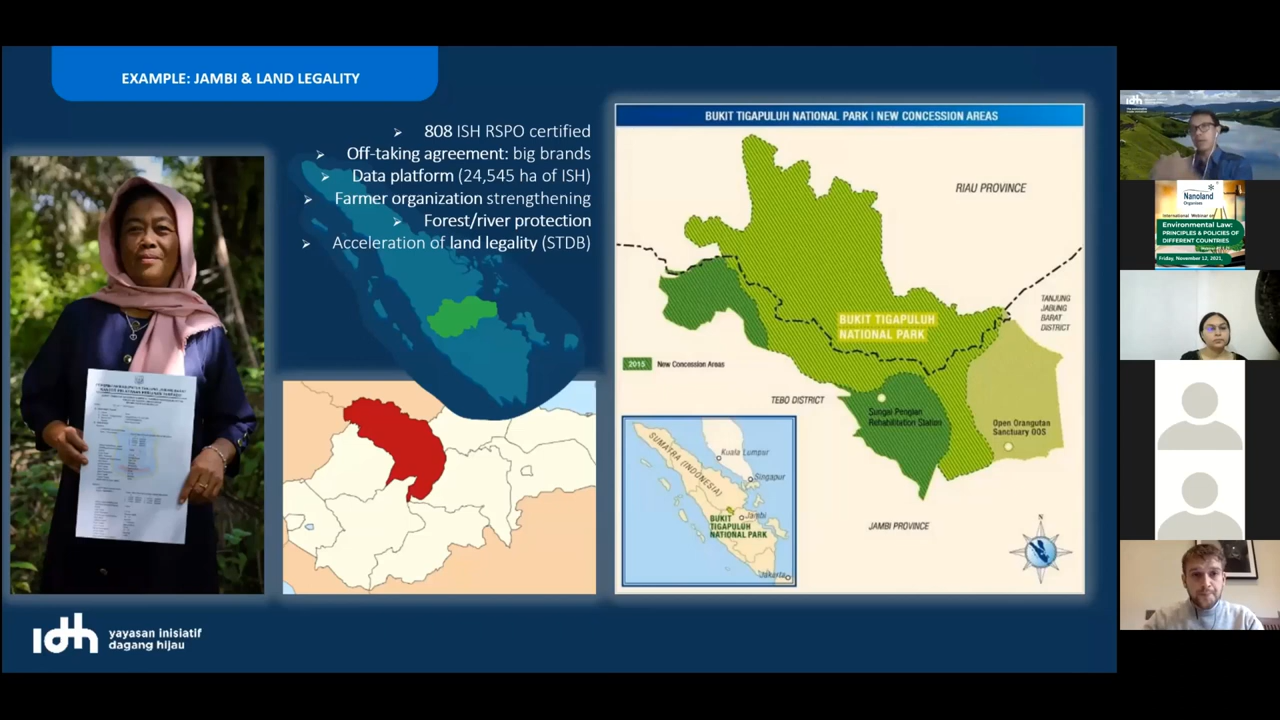 EXAMPLE: JAMBI & LAND LEGALITY
808 ISH RSPO certified
Off-taking agreement: big brands
Data platform (24,545 ha of ISH)
Farmer organization strengthening
Forest/river protection
Acceleration of land legality (STDB)
BUKIT TIGAPULUH NATIONAL PARK | NEW CONCESSION AREAS
RIAU PROVINCE
TANJUNG
JABUNG
BARAT
DISTRICT
BUKIT TIGAPULUH
NATIONAL PARK
2015 New Concession Areas
TEBO DISTRICT
Sungai Pengian
Rehabilitation Station
Open Orangutan
Sanctuary OOS
JAMBI PROVINCE
N
SUMATRA (INDONESIA)
Kuala Lumpur
Singapur
Jambi
BUKIT
TIGAPULUH
NATIONAL PARK
Jakarta
idh yayasan inisiatif
dagang hijau
idh
Nanoland
Organises
International Webinar on
Environmental Law:
PRINCIPLES & POLICIES OF
DIFFERENT COUNTRIES
Friday, November 12, 2021,